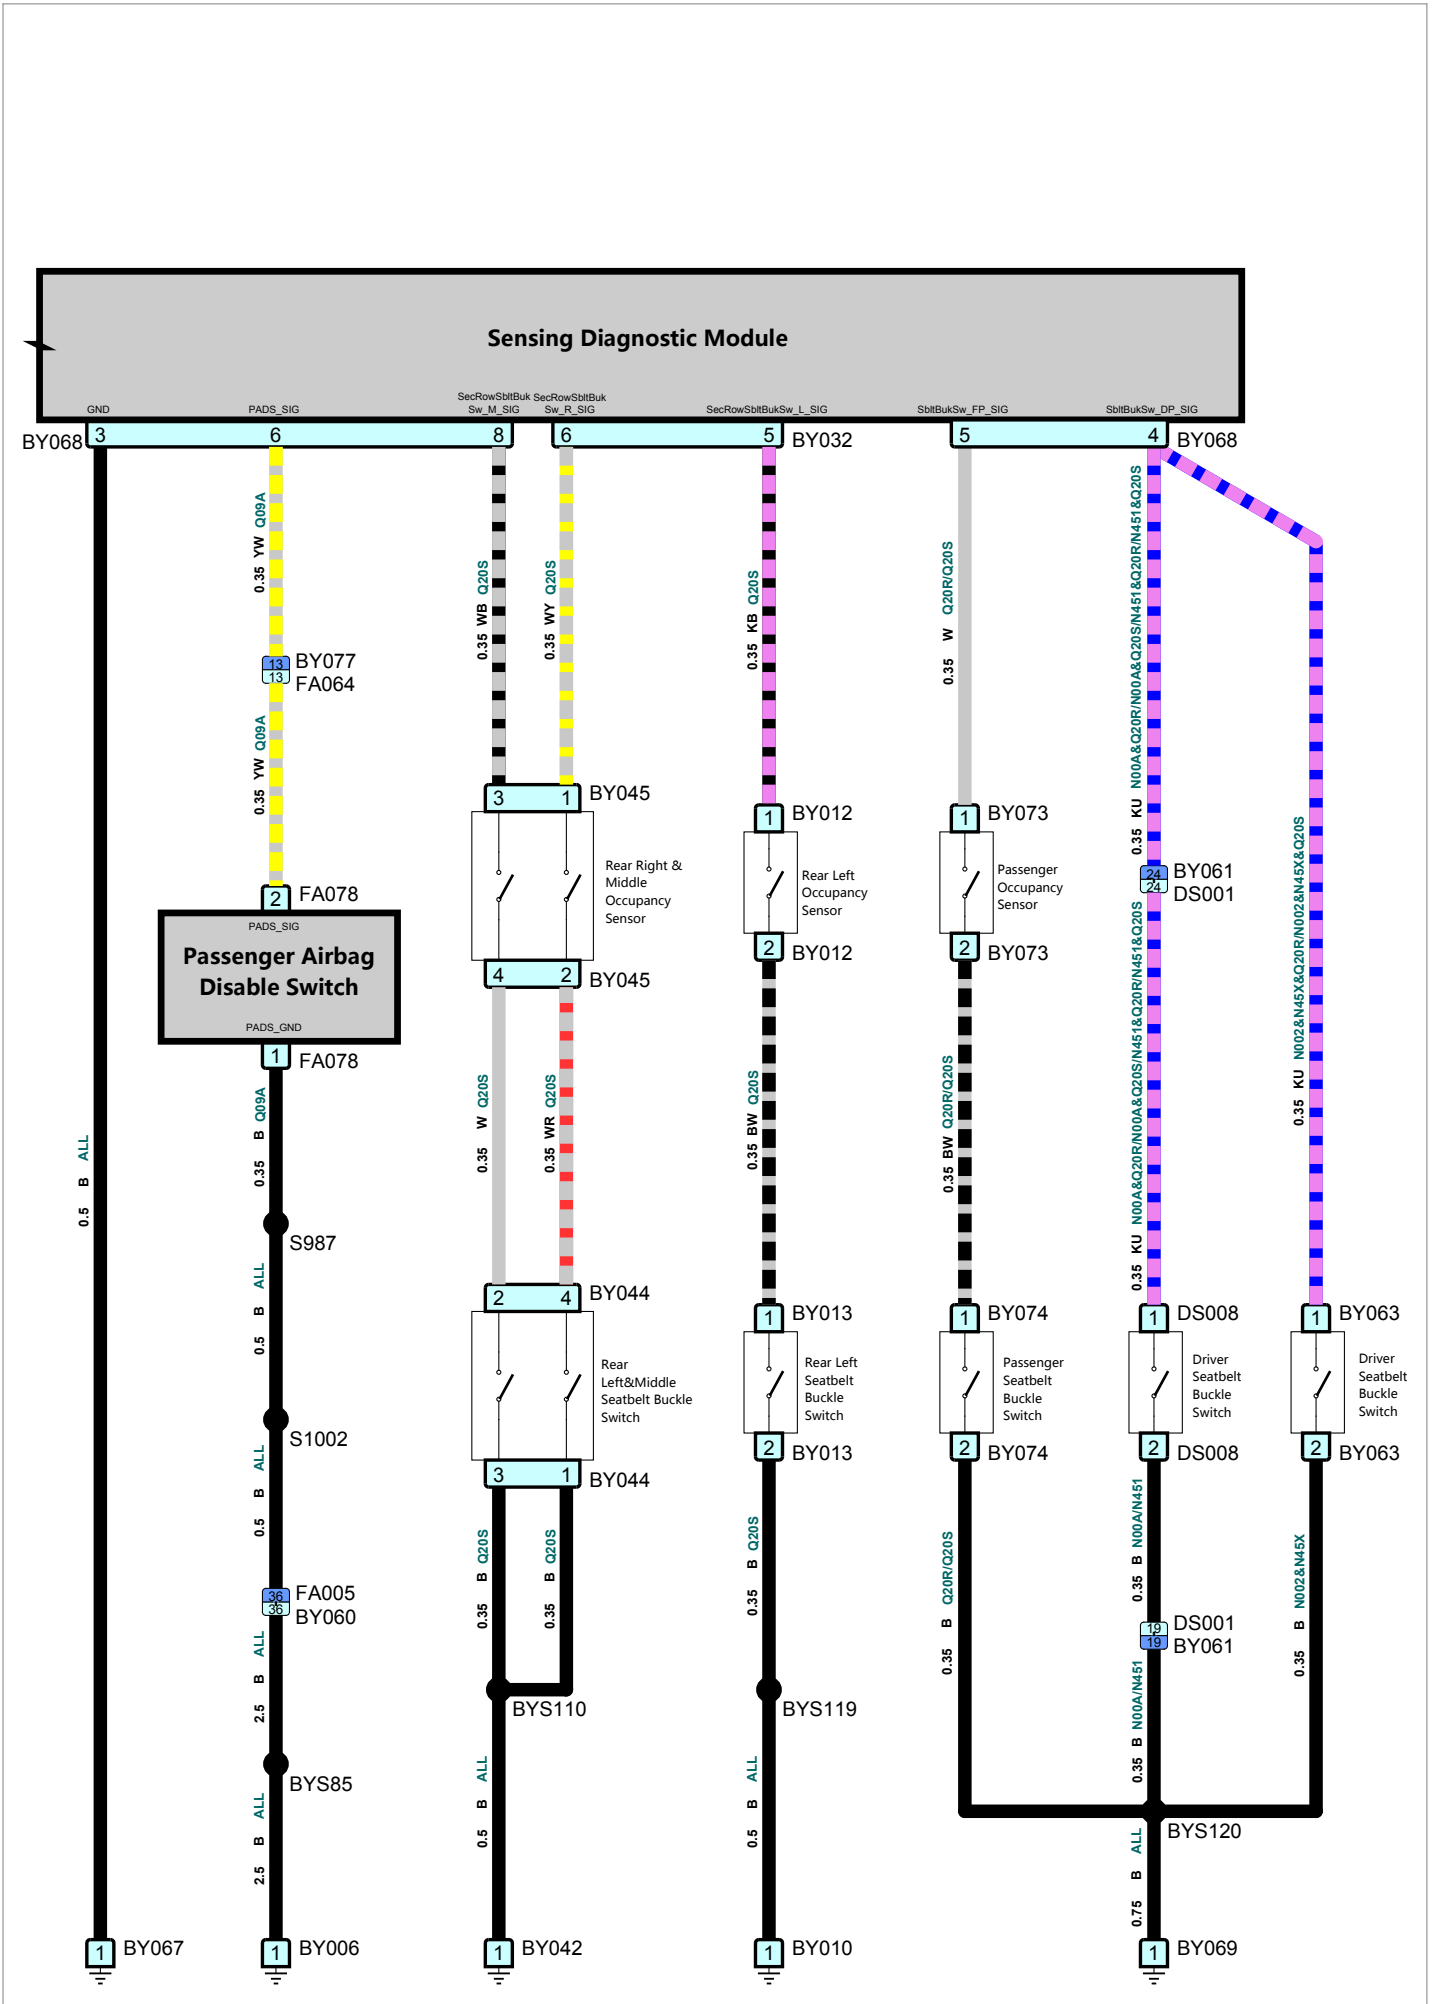 Sensing Diagnostic Module
GND
PADS_SIG
SecRowSbltBuk
Sw_M_SIG
SecRowSbltBuk
Sw_R_SIG
SecRowSbltBukSw_L_SIG
SbltBukSw_FP_SIG
SbltBukSw_DP_SIG
BY068
3
6
8
6
5
BY032
5
4
BY068
0.5 B ALL
0.35 YW Q09A
13
13
BY077
FA064
0.35 YW Q09A
2
FA078
PADS_SIG
Passenger Airbag
Disable Switch
PADS_GND
1
FA078
0.35 B Q09A
S987
0.5 B ALL
S1002
0.5 B ALL
36
36
FA005
BY060
2.5 B ALL
BYS85
2.5 B ALL
0.35 WB Q20S
0.35 WY Q20S
3
1
BY045
Rear Right &
Middle
Occupancy
Sensor
4
2
BY045
0.35 W Q20S
0.35 WR Q20S
2
4
BY044
Rear
Left&Middle
Seatbelt Buckle
Switch
3
1
BY044
0.35 B Q20S
0.35 B Q20S
BYS110
0.5 B ALL
0.35 KB Q20S
1
BY012
Rear Left
Occupancy
Sensor
2
BY012
0.35 BW Q20S
1
BY013
Rear Left
Seatbelt
Buckle
Switch
2
BY013
0.35 B Q20S
BYS119
0.5 B ALL
0.35 W Q20R/Q20S
1
BY073
Passenger
Occupancy
Sensor
2
BY073
0.35 BW Q20R/Q20S
1
BY074
Passenger
Seatbelt
Buckle
Switch
2
BY074
0.35 B Q20R/Q20S
0.35 KU N00A&Q20R/N00A&Q20S/N451&Q20R/N451&Q20S
24
24
BY061
DS001
0.35 KU N00A&Q20R/N00A&Q20S/N451&Q20R/N451&Q20S
1
DS008
Driver
Seatbelt
Buckle
Switch
2
DS008
0.35 B N00A/N451
19
19
DS001
BY061
0.35 B N00A/N451
0.35 KU N002&N45X&Q20R/N002&N45X&Q20S
1
BY063
Driver
Seatbelt
Buckle
Switch
2
BY063
0.35 B N002&N45X
BYS120
0.75 B ALL
1
BY067
1
BY006
1
BY042
1
BY010
1
BY069